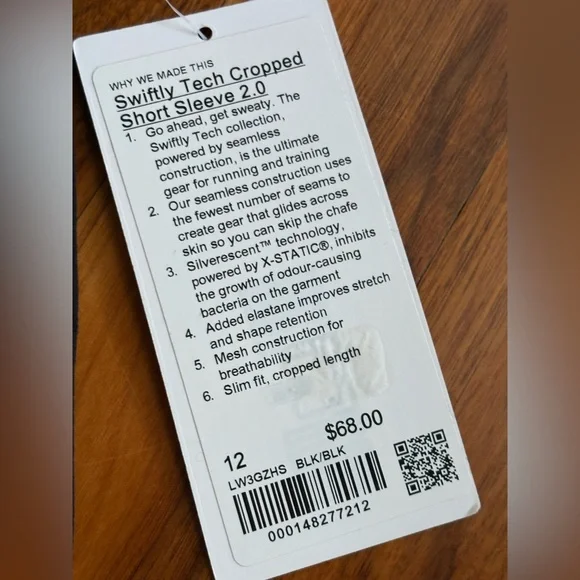 WHY WE MADE THIS
Swiftly Tech Cropped
Short Sleeve 2.0
1. Go ahead, get sweaty. The
Swiftly Tech collection,
powered by seamless
construction, is the ultimate
gear for running and training
2. Our seamless construction uses
the fewest number of seams to
create gear that glides across
skin so you can skip the chafe
3. Silverescent™ technology,
powered by X-STATIC®, inhibits
the growth of odour-causing
bacteria on the garment
4. Added elastane improves stretch
and shape retention
5. Mesh construction for
breathability
6. Slim fit, cropped length
$68.00
12
LW3GZHS BLK/BLK
000148277212